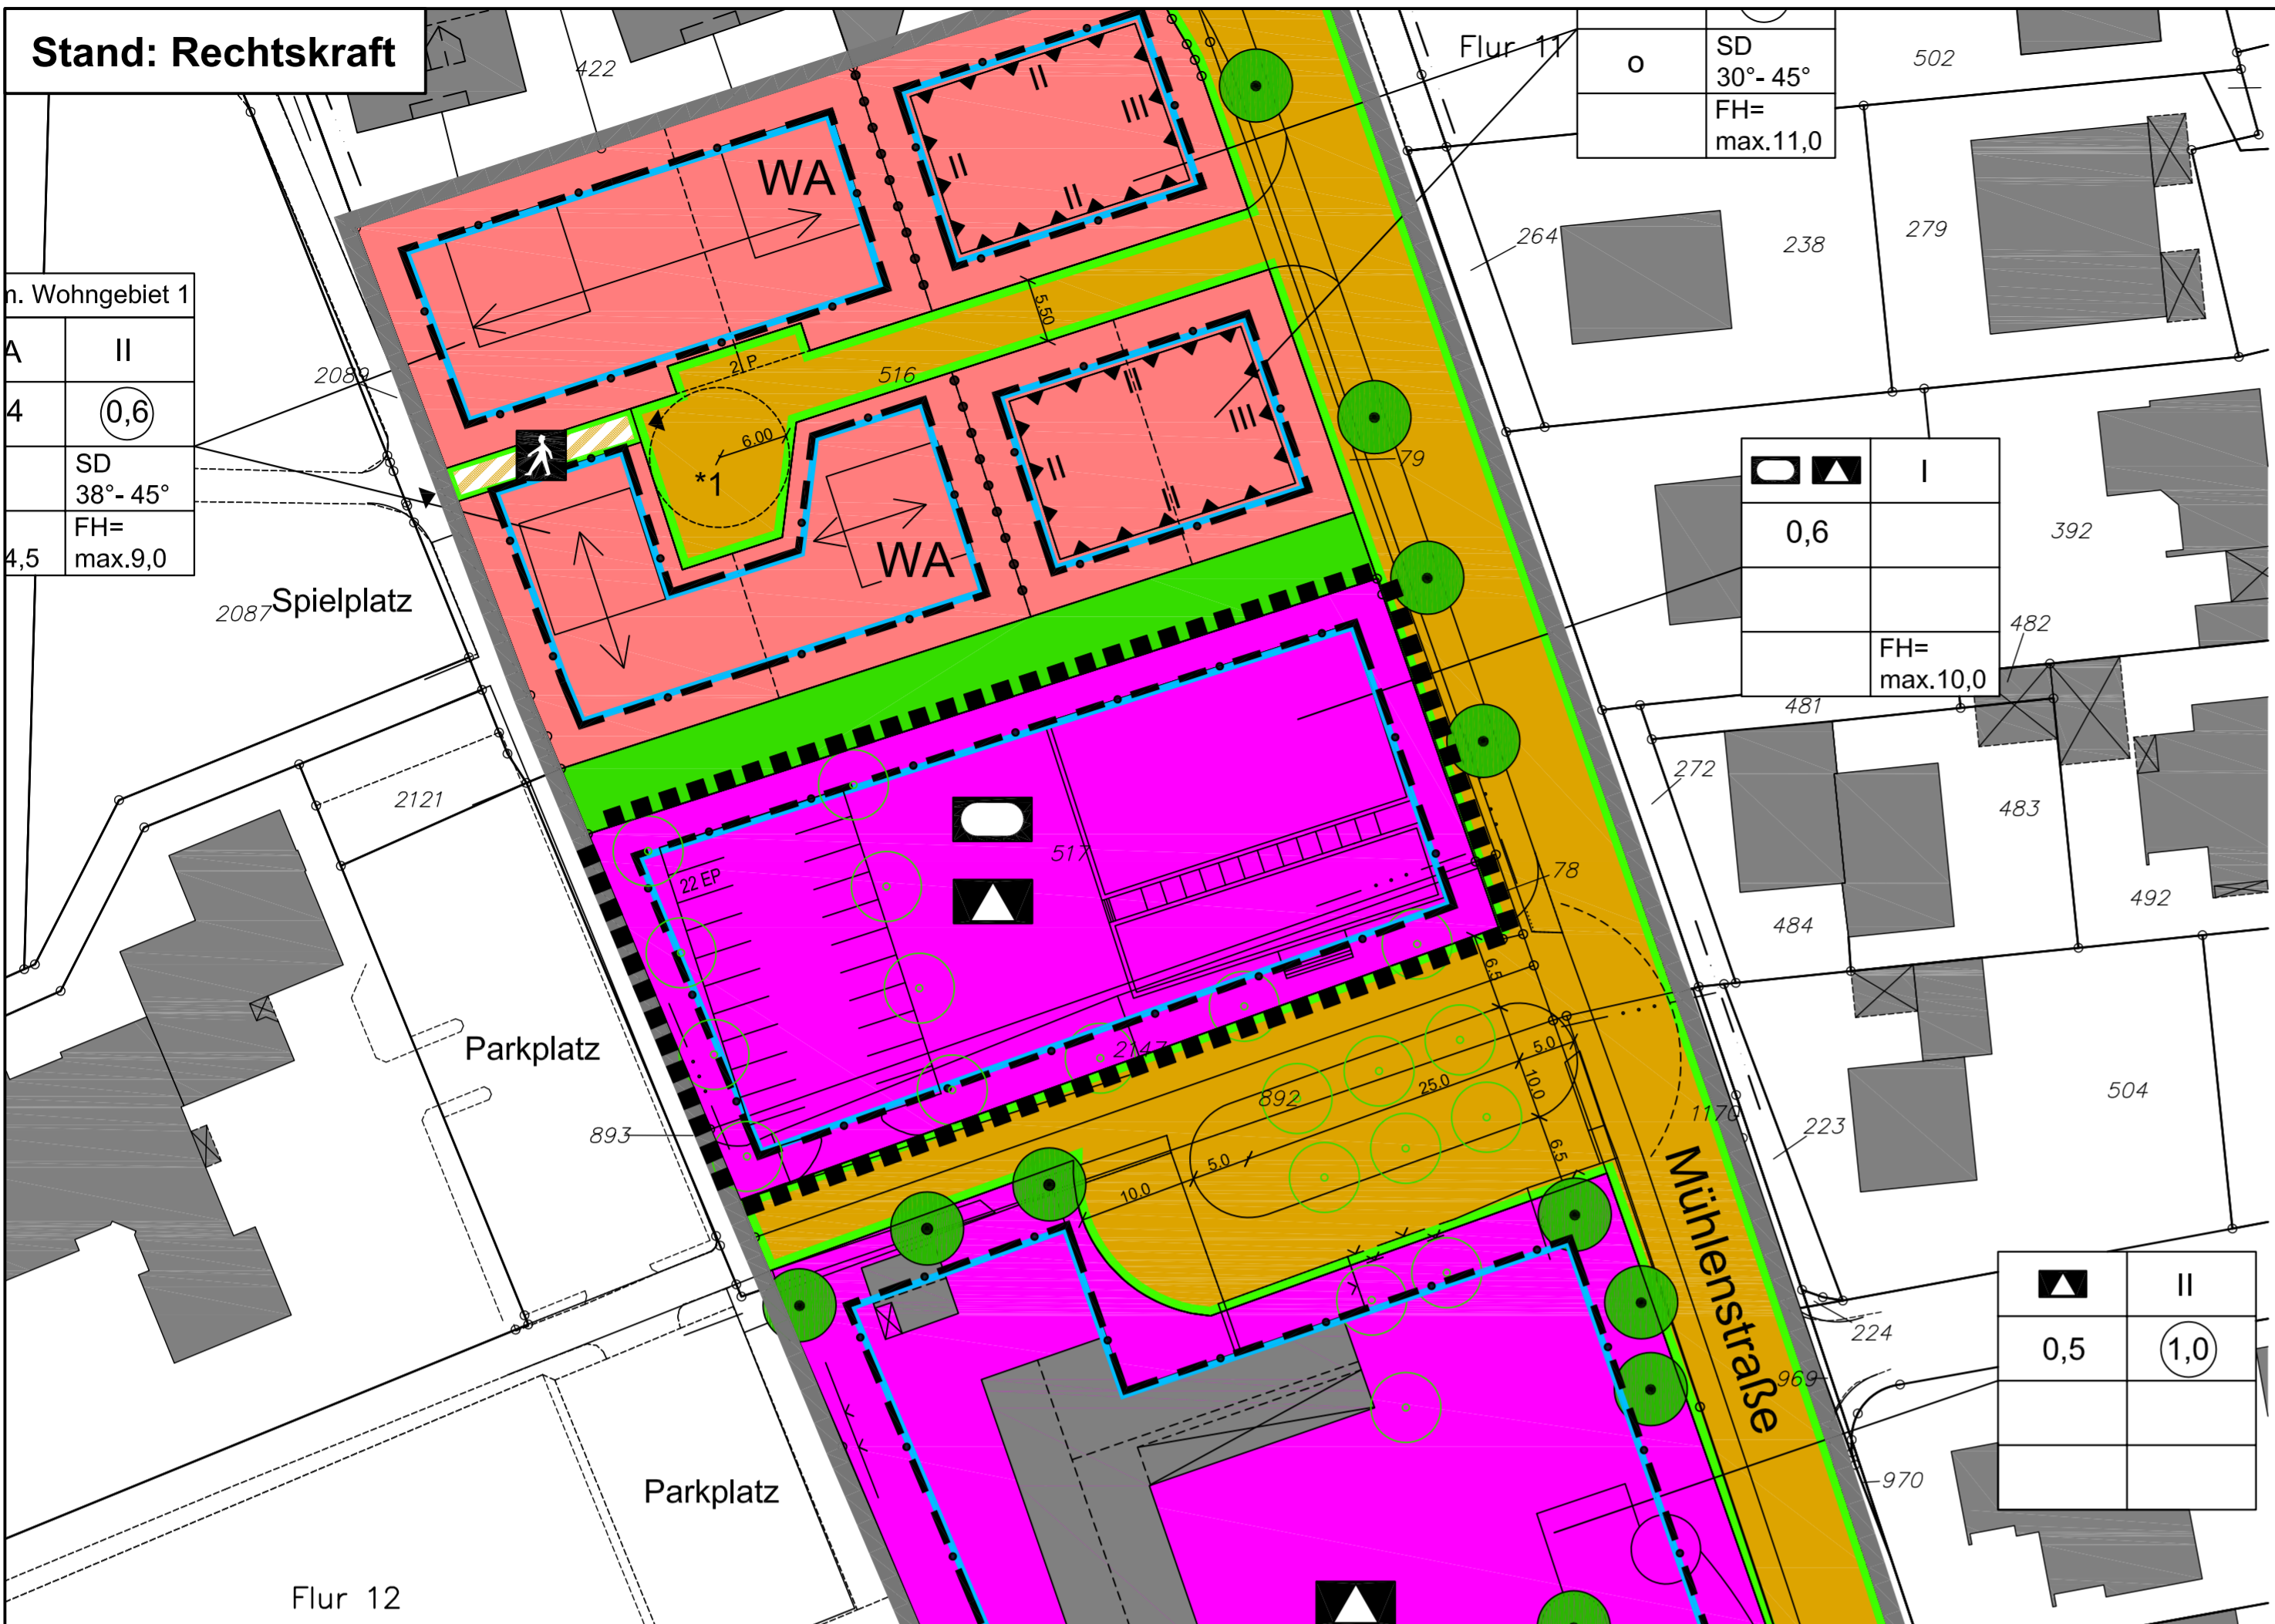 Stand: Rechtskraft
422
Flur 11
o
SD
30°- 45°
FH=
max.11,0
502
II
III
II
II
WA
264
238
279
m. Wohngebiet 1
A
II
4
0,6
SD
38°- 45°
4,5
FH=
max.9,0
2089
5.50
2 P
516
6.00
*1
II
III
II
II
WA
79
I
0,6
FH=
max.10,0
392
482
481
2087
Spielplatz
272
483
2121
517
22 EP
78
484
492
6.5
Parkplatz
2147
5.0
25.0
10.0
892
893
1170
223
504
5.0
10.0
6.5
Mühlenstraße
II
0,5
1,0
224
969
970
Parkplatz
Flur 12